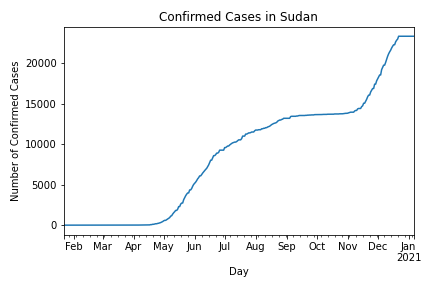 Confirmed Cases in Sudan
Number of Confirmed Cases
20000
15000
10000
5000
0
Feb Mar Apr May Jun Jul Aug Sep Oct Nov Dec Jan
2021
Day